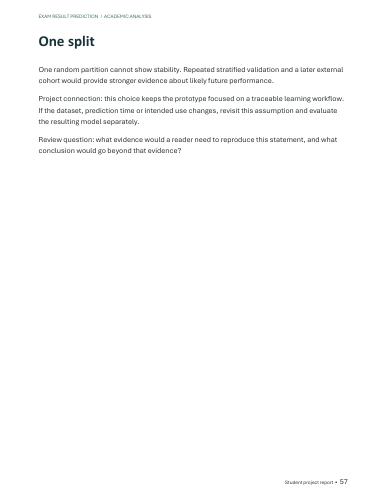 EXAM RESULT PREDICTION | ACADEMIC ANALYSIS
One split
One random partition cannot show stability. Repeated stratified validation and a later external
cohort would provide stronger evidence about likely future performance.
Project connection: this choice keeps the prototype focused on a traceable learning workflow.
If the dataset, prediction time or intended use changes, revisit this assumption and evaluate
the resulting model separately.
Review question: what evidence would a reader need to reproduce this statement, and what
conclusion would go beyond that evidence?
Student project report • 57